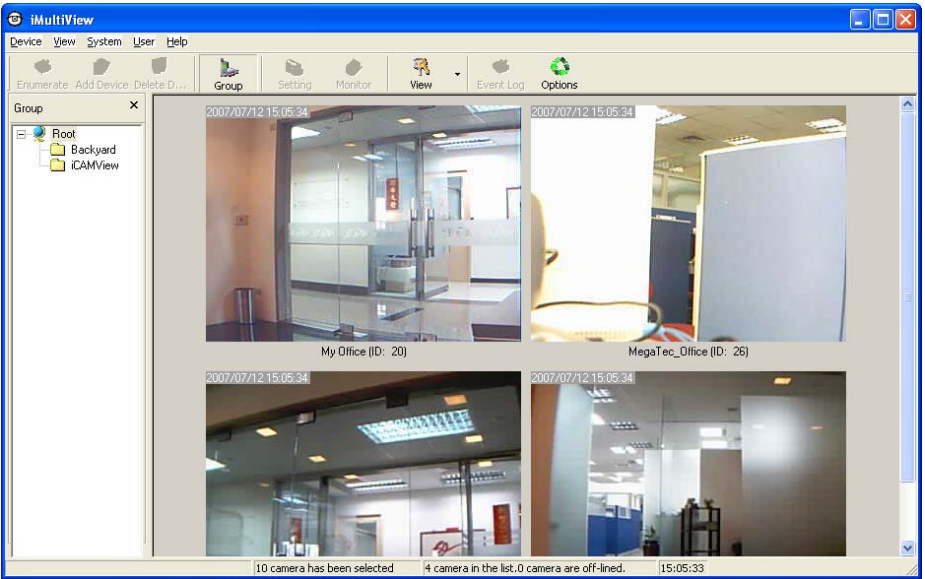 iMultiView
Device View System User Help
Enumerate Add Device Delete D... Group Setting Monitor View Event Log Options
Group
Root
Backyard
iCAMView
2007/07/12 15:05:34
2007/07/12 15:05:34
My Office (ID: 20)
MegaTec_Office (ID: 26)
2007/07/12 15:05:34
2007/07/12 15:05:34
10 camera has been selected
4 camera in the list.0 camera are off-lined.
15:05:33